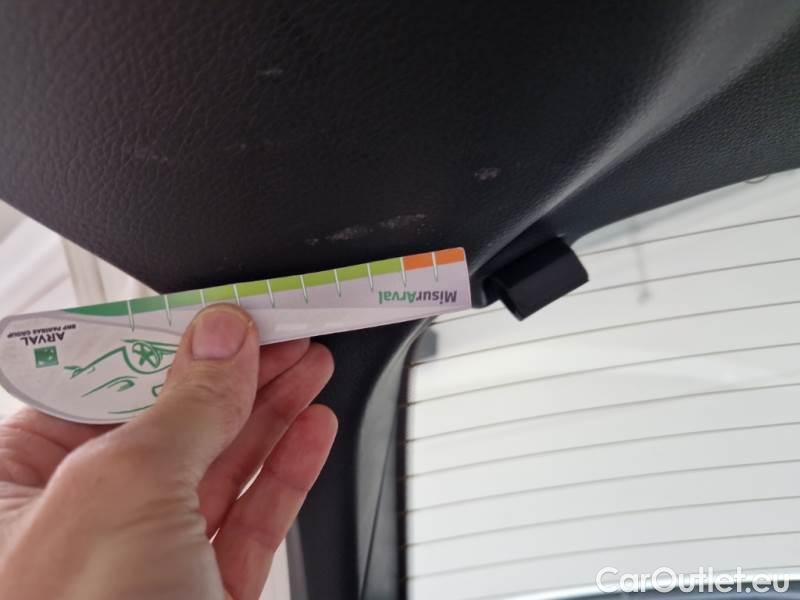 MisurArval
ARVAL
BNP PARIBAS GROUP
CarOutlet.eu